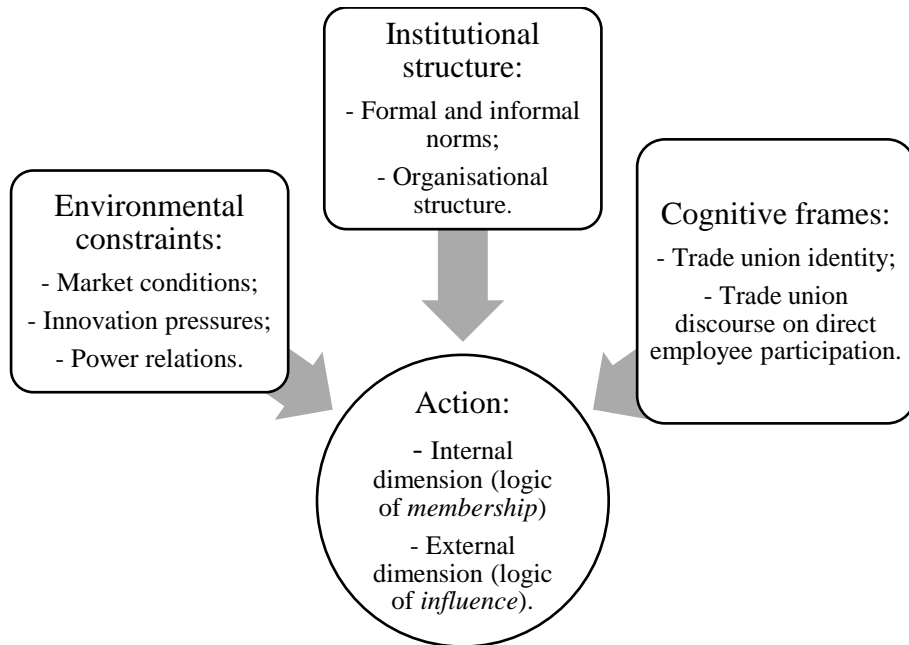 Institutional
structure:
- Formal and informal
norms;
- Organisational
structure.
Environmental
constraints:
- Market conditions;
- Innovation pressures;
- Power relations.
Cognitive frames:
- Trade union identity;
- Trade union
discourse on direct
employee participation.
Action:
- Internal
dimension (logic
of membership)
- External
dimension (logic
of influence).